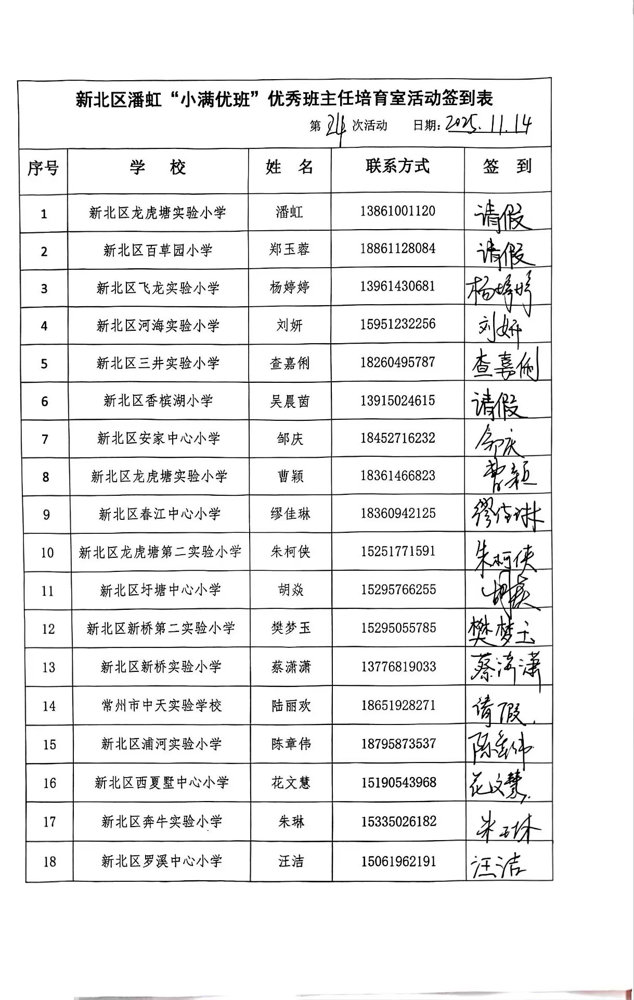 新北区潘虹“小满优班”优秀班主任培育室活动签到表
第24次活动 日期：2025.11.14
序号 学 校 姓 名 联系方式 签 到
1 新北区龙虎塘实验小学 潘虹 13861001120 请假
2 新北区百草园小学 郑玉蓉 18861128084 请假
3 新北区飞龙实验小学 杨婷婷 13961430681 杨婷婷
4 新北区河海实验小学 刘妍 15951232256 刘妍
5 新北区三井实验小学 查嘉俐 18260495787 查嘉俐
6 新北区香槟湖小学 吴晨茵 13915024615 请假
7 新北区安家中心小学 邹庆 18452716232 邹庆
8 新北区龙虎塘实验小学 曹颖 18361466823 曹颖
9 新北区春江中心小学 缪佳琳 18360942125 缪佳琳
10 新北区龙虎塘第二实验小学 朱柯侠 15251771591 朱柯侠
11 新北区圩塘中心小学 胡焱 15295766255 胡焱
12 新北区新桥第二实验小学 樊梦玉 15295055785 樊梦玉
13 新北区新桥实验小学 蔡潇潇 13776819033 蔡潇潇
14 常州市中天实验学校 陆丽欢 18651928271 请假.
15 新北区浦河实验小学 陈章伟 18795873537 陈章伟
16 新北区西夏墅中心小学 花文慧 15190543968 花文慧
17 新北区奔牛实验小学 朱琳 15335026182 朱琳
18 新北区罗溪中心小学 汪洁 15061962191 汪洁